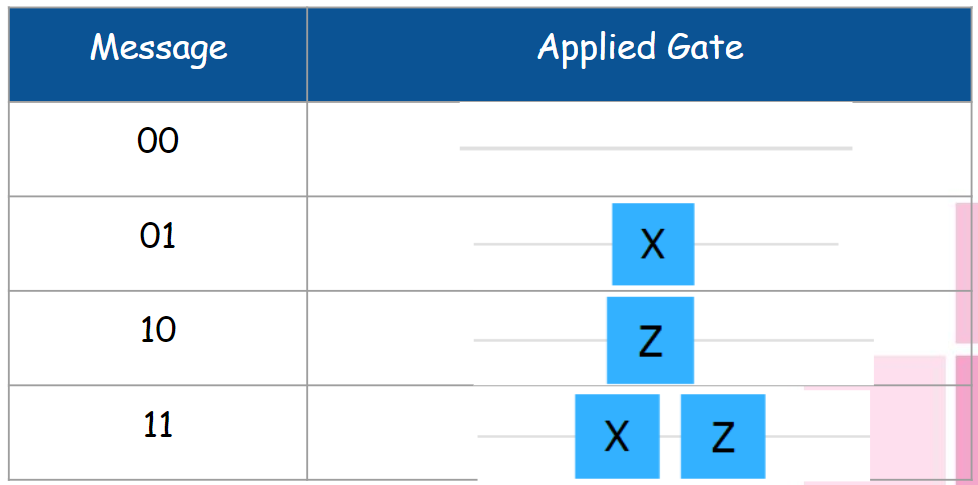 Message Applied Gate
00
01 X
10 Z
11 X Z